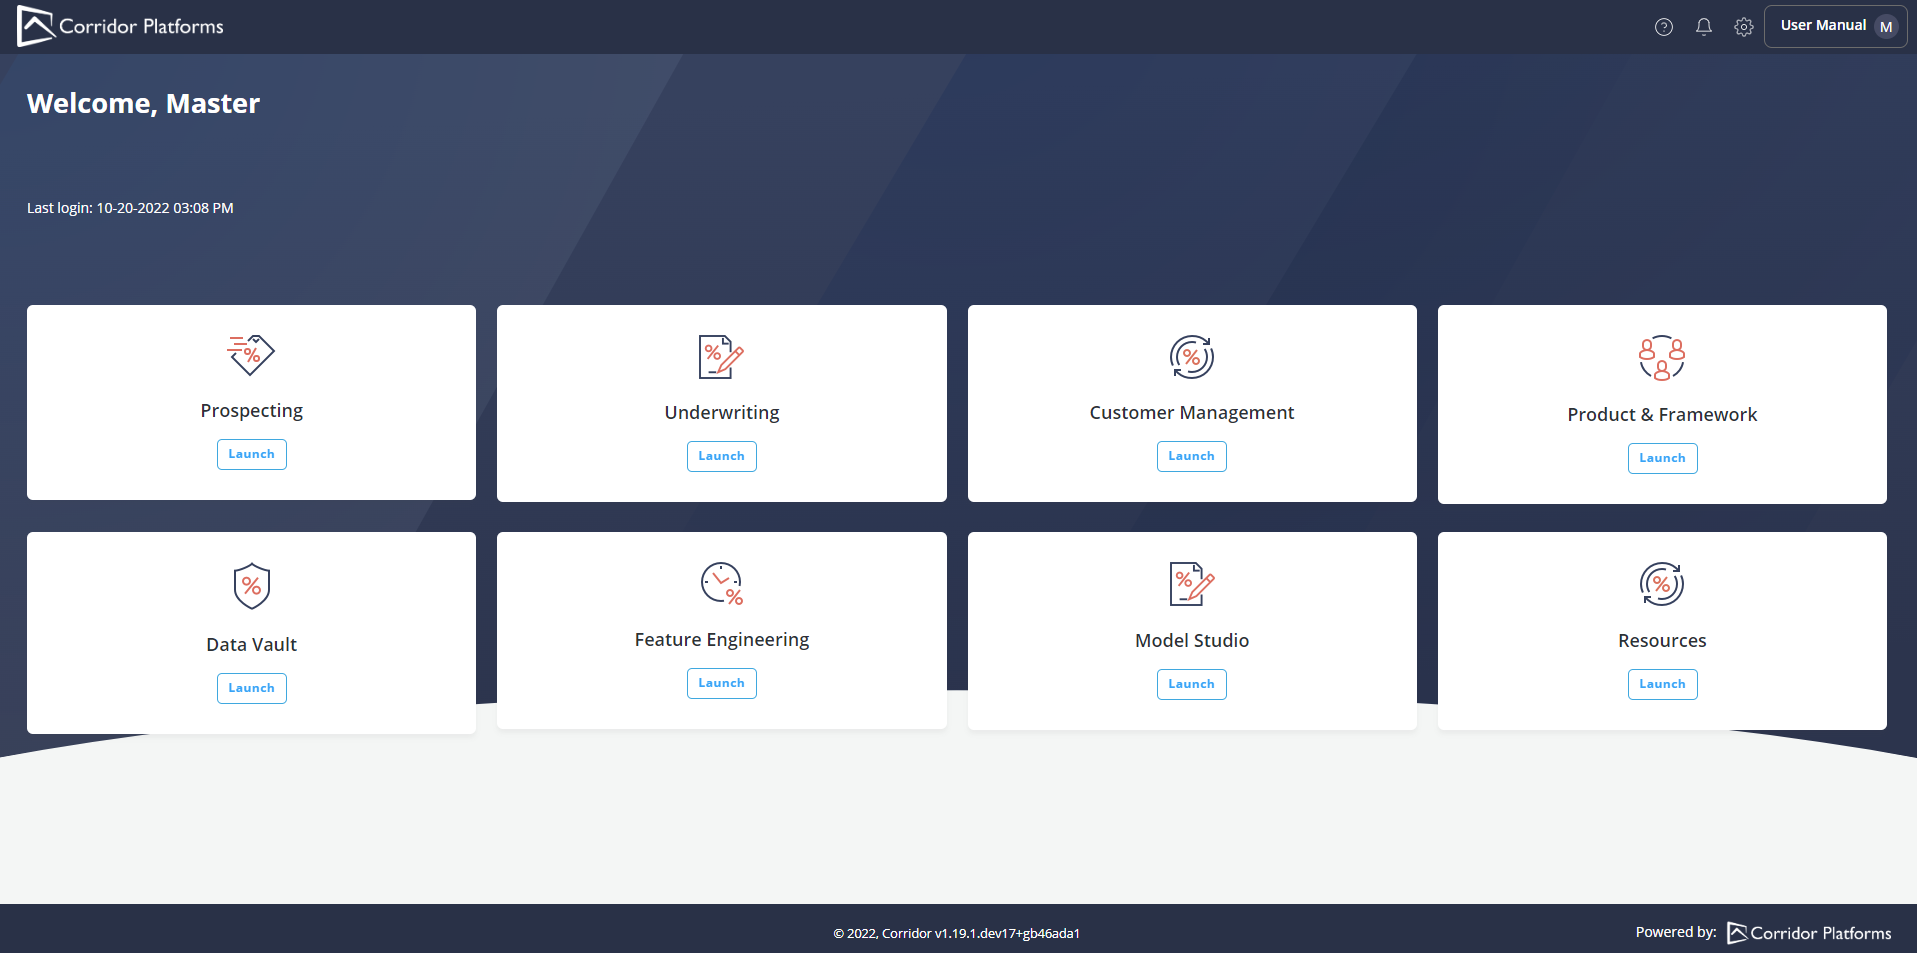 Corridor Platforms
User Manual M
Welcome, Master
Last login: 10-20-2022 03:08 PM
Prospecting
Launch
Underwriting
Launch
Customer Management
Launch
Product & Framework
Launch
Data Vault
Launch
Feature Engineering
Launch
Model Studio
Launch
Resources
Launch
© 2022, Corridor v1.19.1.dev17+gb46ada1
Powered by: Corridor Platforms